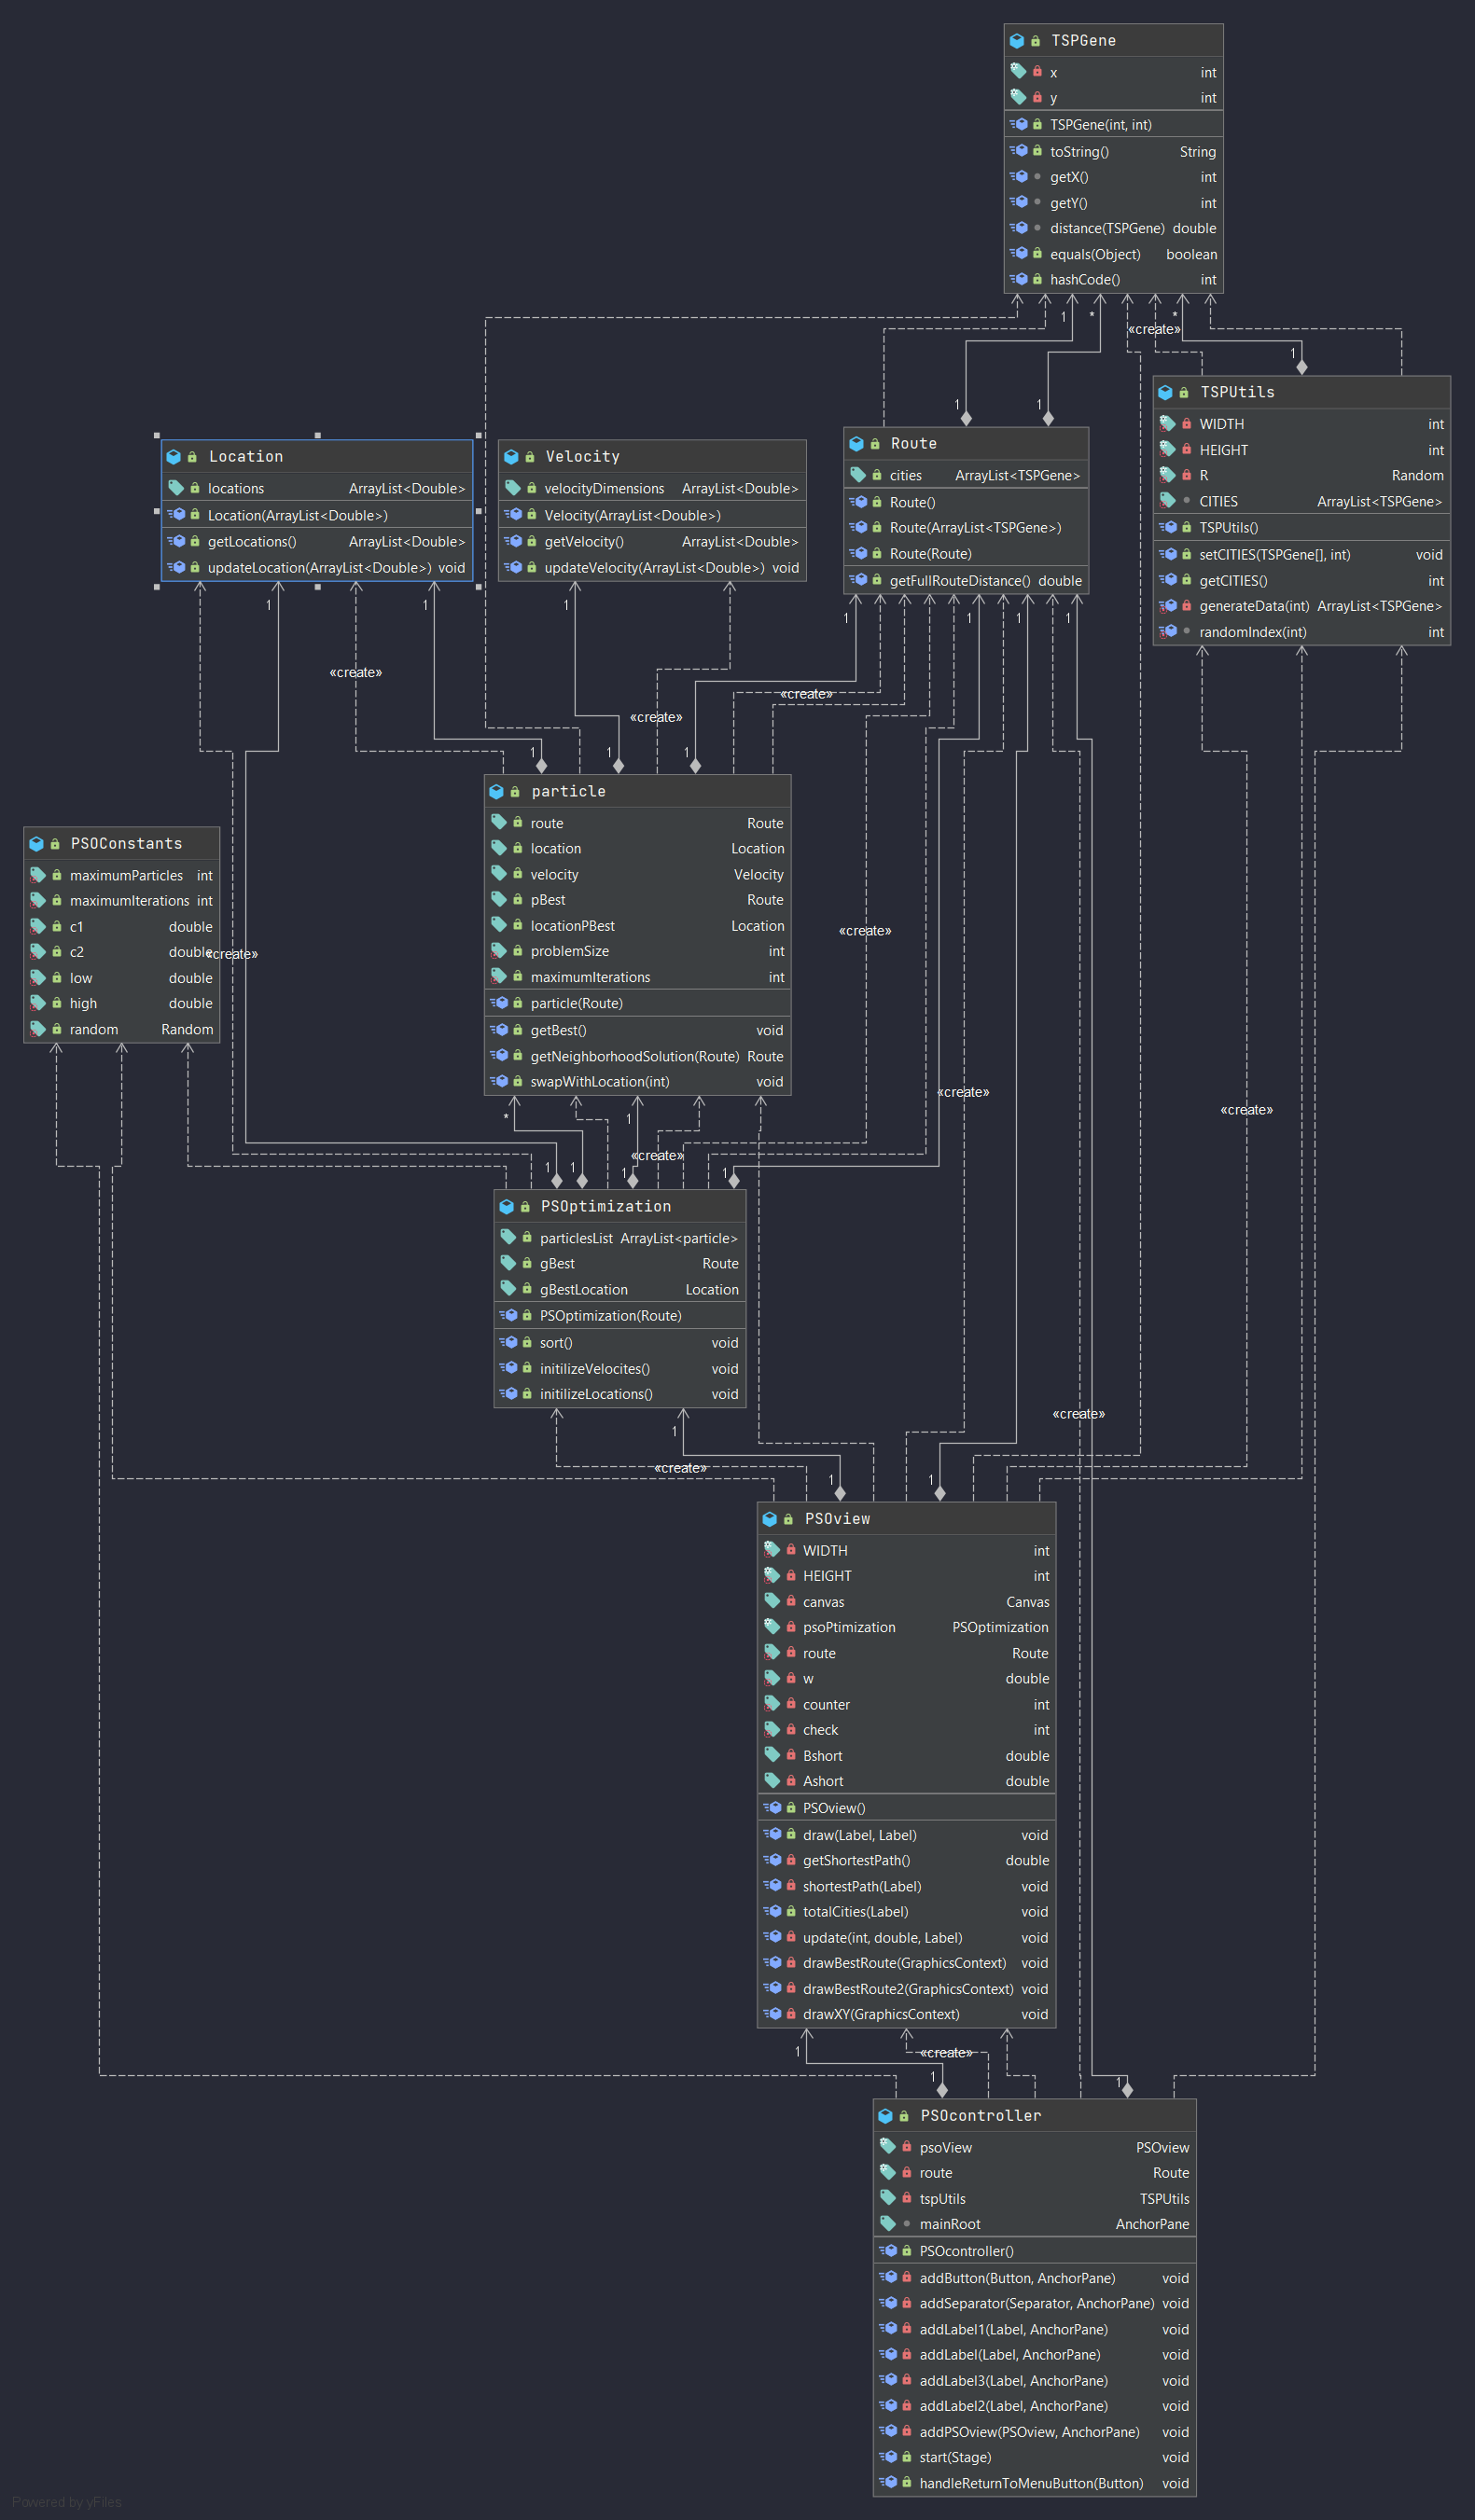 TSPGene
x int
y int
TSPGene(int, int)
toString() String
getX() int
getY() int
distance(TSPGene) double
equals(Object) boolean
hashCode() int
1
*
*
«create»
1
TSPUtils
WIDTH int
HEIGHT int
R Random
CITIES ArrayList<TSPGene>
TSPUtils()
setCITIES(TSPGene[], int) void
getCITIES() int
generateData(int) ArrayList<TSPGene>
randomIndex(int) int
1
1
Route
cities ArrayList<TSPGene>
Route()
Route(ArrayList<TSPGene>)
Route(Route)
getFullRouteDistance() double
Location
locations ArrayList<Double>
Location(ArrayList<Double>)
getLocations() ArrayList<Double>
updateLocation(ArrayList<Double>) void
Velocity
velocityDimensions ArrayList<Double>
Velocity(ArrayList<Double>)
getVelocity() ArrayList<Double>
updateVelocity(ArrayList<Double>) void
1
1
1
1
1
1
1
«create»
«create»
«create»
1
1
1
particle
route Route
location Location
velocity Velocity
pBest Route
locationPBest Location
problemSize int
maximumIterations int
particle(Route)
getBest() void
getNeighborhoodSolution(Route) Route
swapWithLocation(int) void
PSOConstants
maximumParticles int
maximumIterations int
c1 double
c2 double
low double
high double
random Random
«create»
«create»
«create»
«create»
*
1
«create»
1
1
1
1
PSOptimization
particlesList ArrayList<particle>
gBest Route
gBestLocation Location
PSOptimization(Route)
sort() void
initilizeVelocites() void
initilizeLocations() void
«create»
1
«create»
1
1
PSOview
WIDTH int
HEIGHT int
canvas Canvas
psoPtimization PSOptimization
route Route
w double
counter int
check int
Bshort double
Ashort double
PSOview()
draw(Label, Label) void
getShortestPath() double
shortestPath(Label) void
totalCities(Label) void
update(int, double, Label) void
drawBestRoute(GraphicsContext) void
drawBestRoute2(GraphicsContext) void
drawXY(GraphicsContext) void
1
«create»
1
1
PSOcontroller
psoView PSOview
route Route
tspUtils TSPUtils
mainRoot AnchorPane
PSOcontroller()
addButton(Button, AnchorPane) void
addSeparator(Separator, AnchorPane) void
addLabel1(Label, AnchorPane) void
addLabel(Label, AnchorPane) void
addLabel3(Label, AnchorPane) void
addLabel2(Label, AnchorPane) void
addPSOview(PSOview, AnchorPane) void
start(Stage) void
handleReturnToMenuButton(Button) void
Powered by yFiles